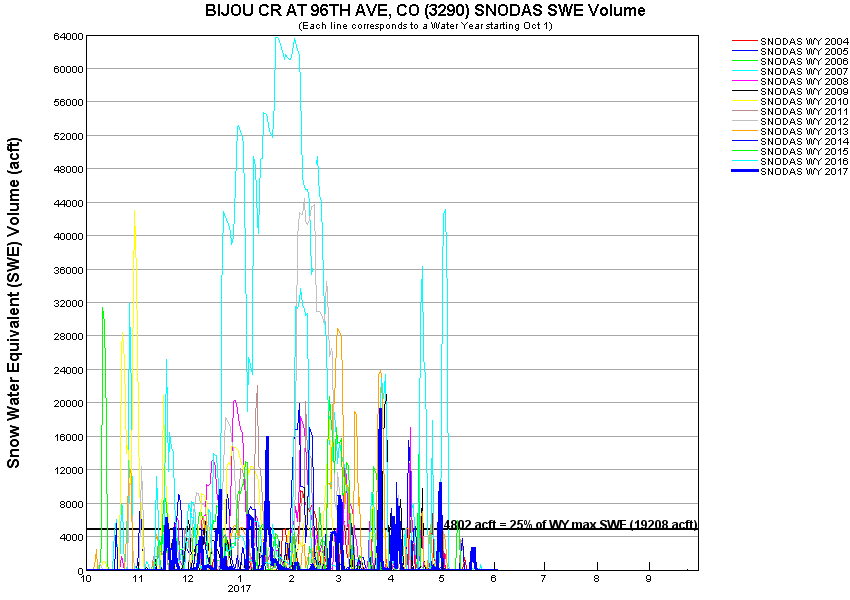 BIJOU CR AT 96TH AVE, CO (3290) SNODAS SWE Volume
(Each line corresponds to a Water Year starting Oct 1)
Snow Water Equivalent (SWE) Volume (acft)
64000
60000
56000
52000
48000
44000
40000
36000
32000
28000
24000
20000
16000
12000
8000
4000
0
4802 acft = 25% of WY max SWE (19208 acft)
10 11 12 1 2 3 4 5 6 7 8 9
2017
SNODAS WY 2004
SNODAS WY 2005
SNODAS WY 2006
SNODAS WY 2007
SNODAS WY 2008
SNODAS WY 2009
SNODAS WY 2010
SNODAS WY 2011
SNODAS WY 2012
SNODAS WY 2013
SNODAS WY 2014
SNODAS WY 2015
SNODAS WY 2016
SNODAS WY 2017